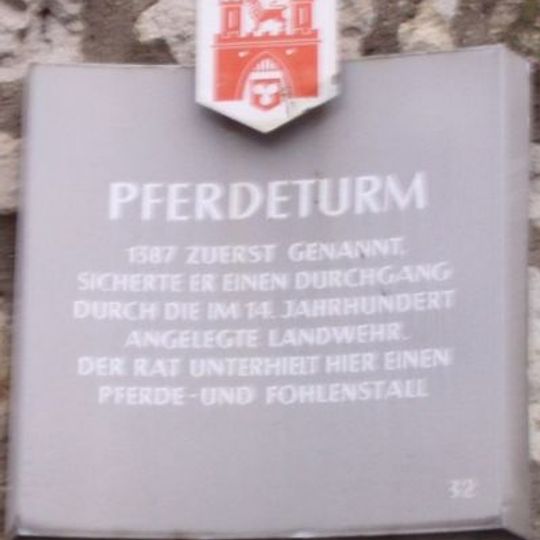 PFERDETURM
1387 ZUERST GENANNT,
SICHERTE ER EINEN DURCHGANG
DURCH DIE IM 14. JAHRHUNDERT
ANGELEGTE LANDWEHR.
DER RAT UNTERHIELT HIER EINEN
PFERDE-UND FOHLENSTALL
32